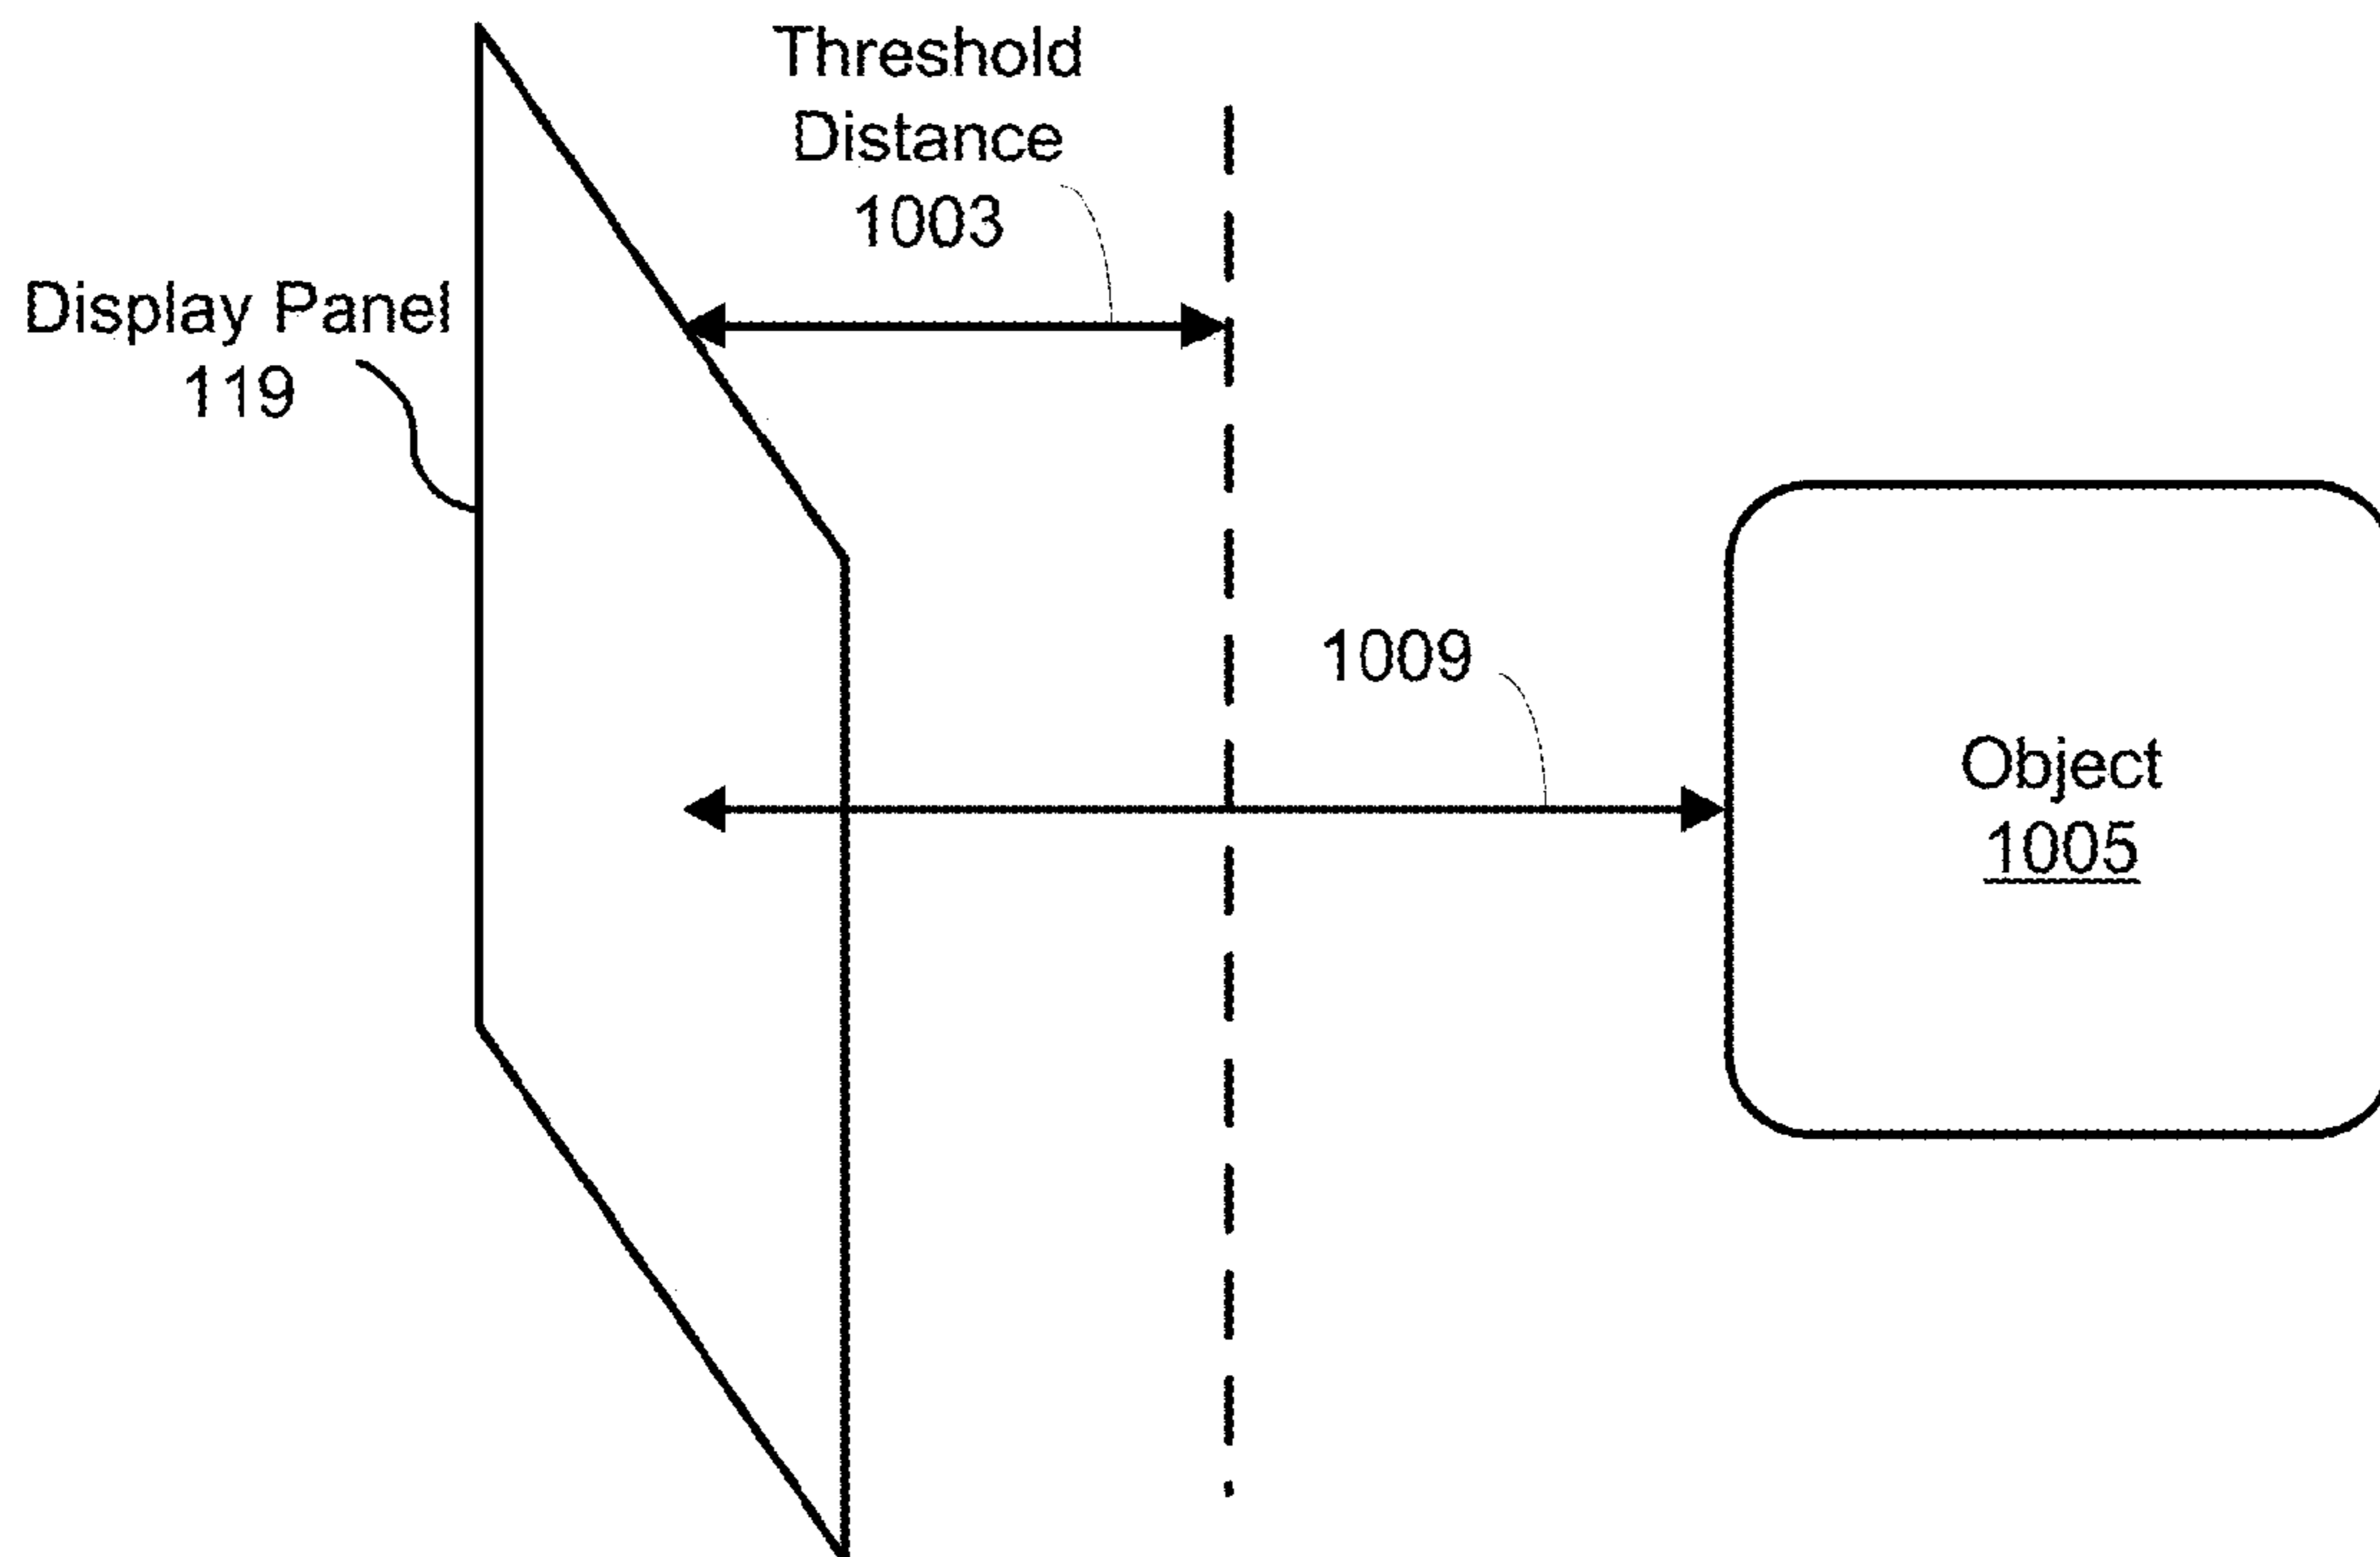 Threshold
Distance
1003
Display Panel
119
1009
Object
1005